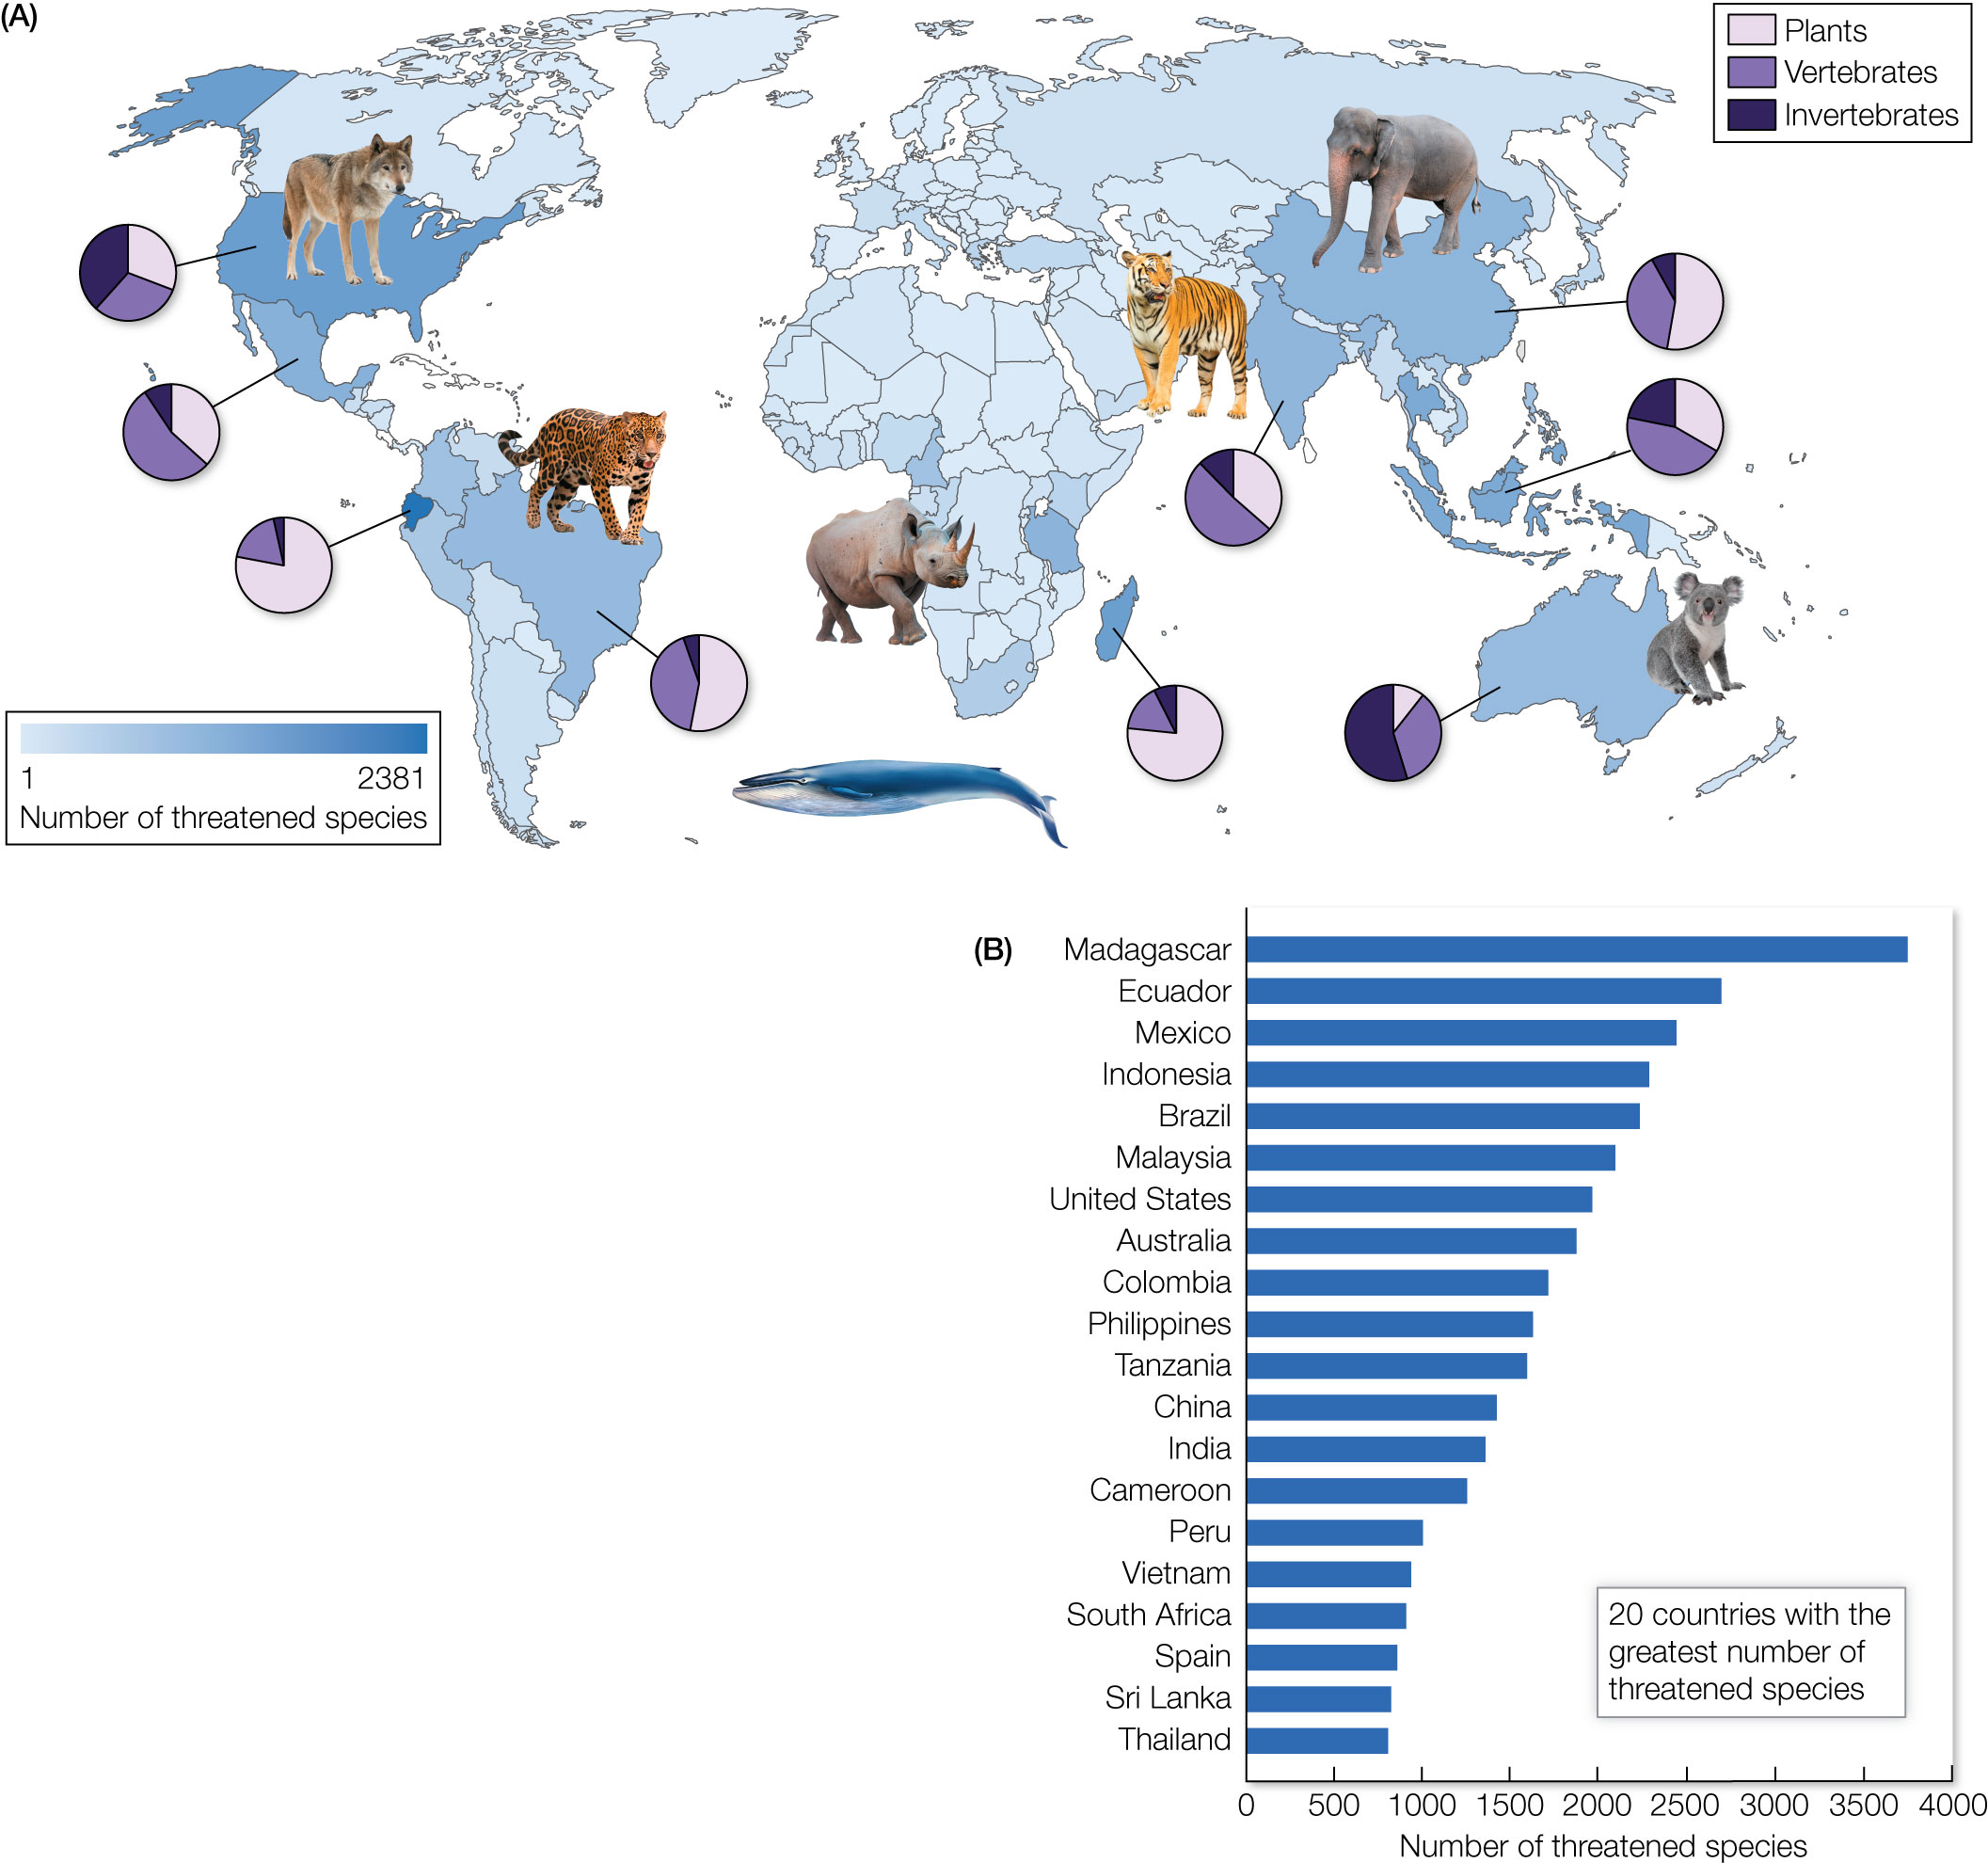 (A)
Plants
Vertebrates
Invertebrates
1
2381
Number of threatened species
(B)
Madagascar
Ecuador
Mexico
Indonesia
Brazil
Malaysia
United States
Australia
Colombia
Philippines
Tanzania
China
India
Cameroon
Peru
Vietnam
South Africa
Spain
Sri Lanka
Thailand
20 countries with the
greatest number of
threatened species
0 500 1000 1500 2000 2500 3000 3500 4000
Number of threatened species